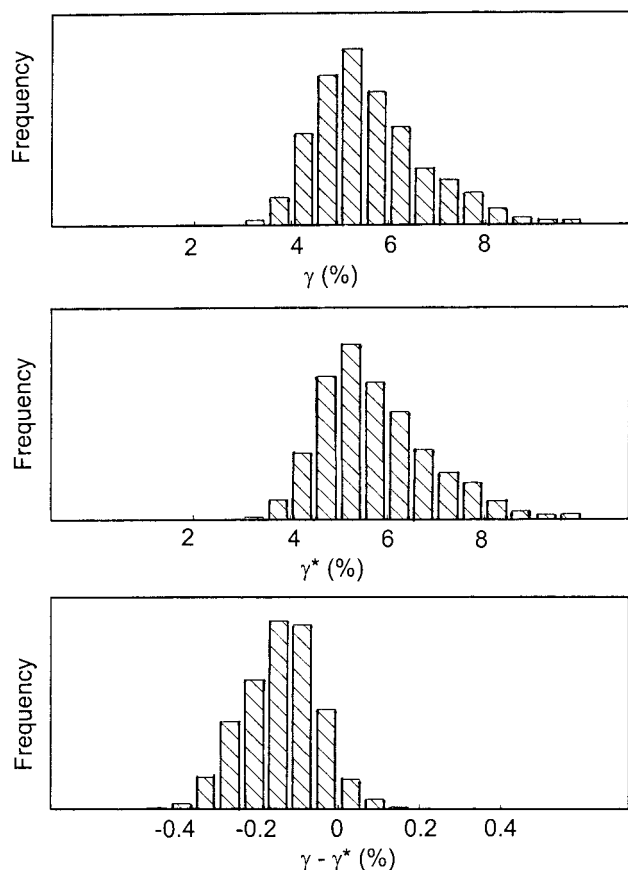 Frequency
2 4 6 8
γ (%)
Frequency
2 4 6 8
γ* (%)
Frequency
-0.4 -0.2 0 0.2 0.4
γ - γ* (%)